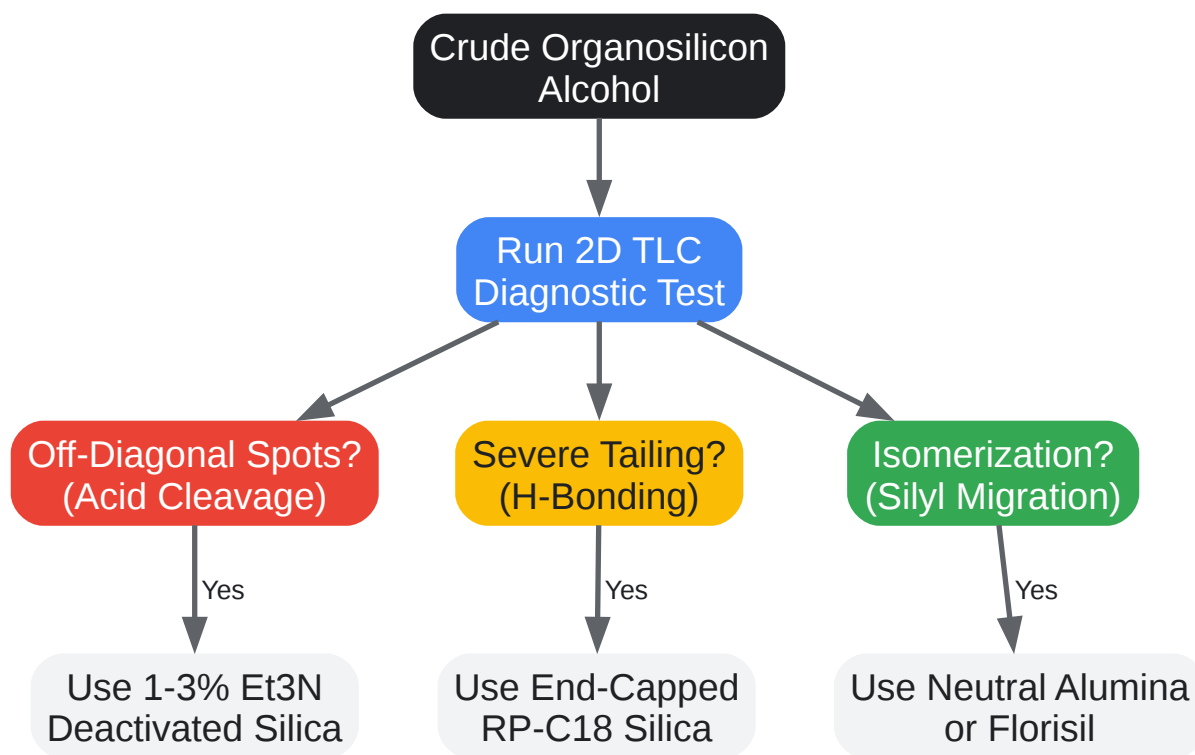 Crude Organosilicon
Alcohol
Run 2D TLC
Diagnostic Test
Off-Diagonal Spots?
(Acid Cleavage)
Severe Tailing?
(H-Bonding)
Isomerization?
(Silyl Migration)
Yes
Yes
Yes
Use 1-3% Et3N
Deactivated Silica
Use End-Capped
RP-C18 Silica
Use Neutral Alumina
or Florisil